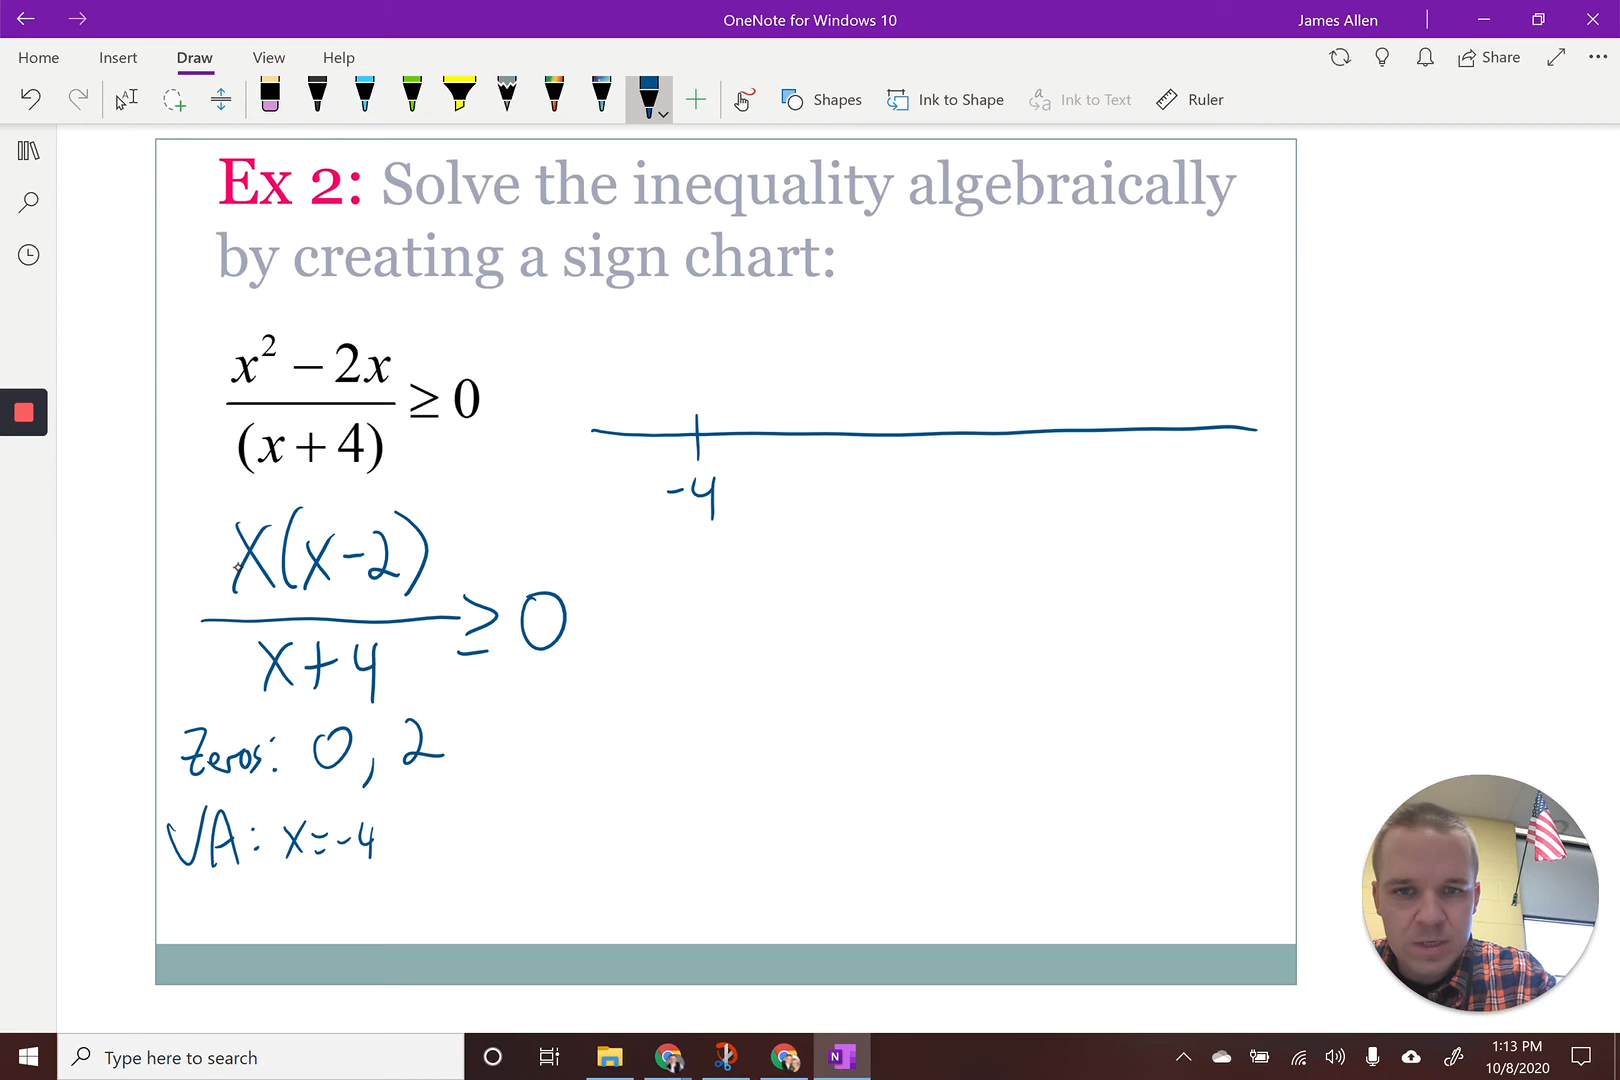 OneNote for Windows 10
James Allen
Home Insert Draw View Help
Share
Shapes Ink to Shape Ink to Text Ruler
Ex 2: Solve the inequality algebraically
by creating a sign chart:
x² − 2x
(x + 4)
≥ 0
-4
X(x-2)
x+4
≥ 0
Zeros: 0, 2
VA: x=-4
Type here to search
1:13 PM
10/8/2020